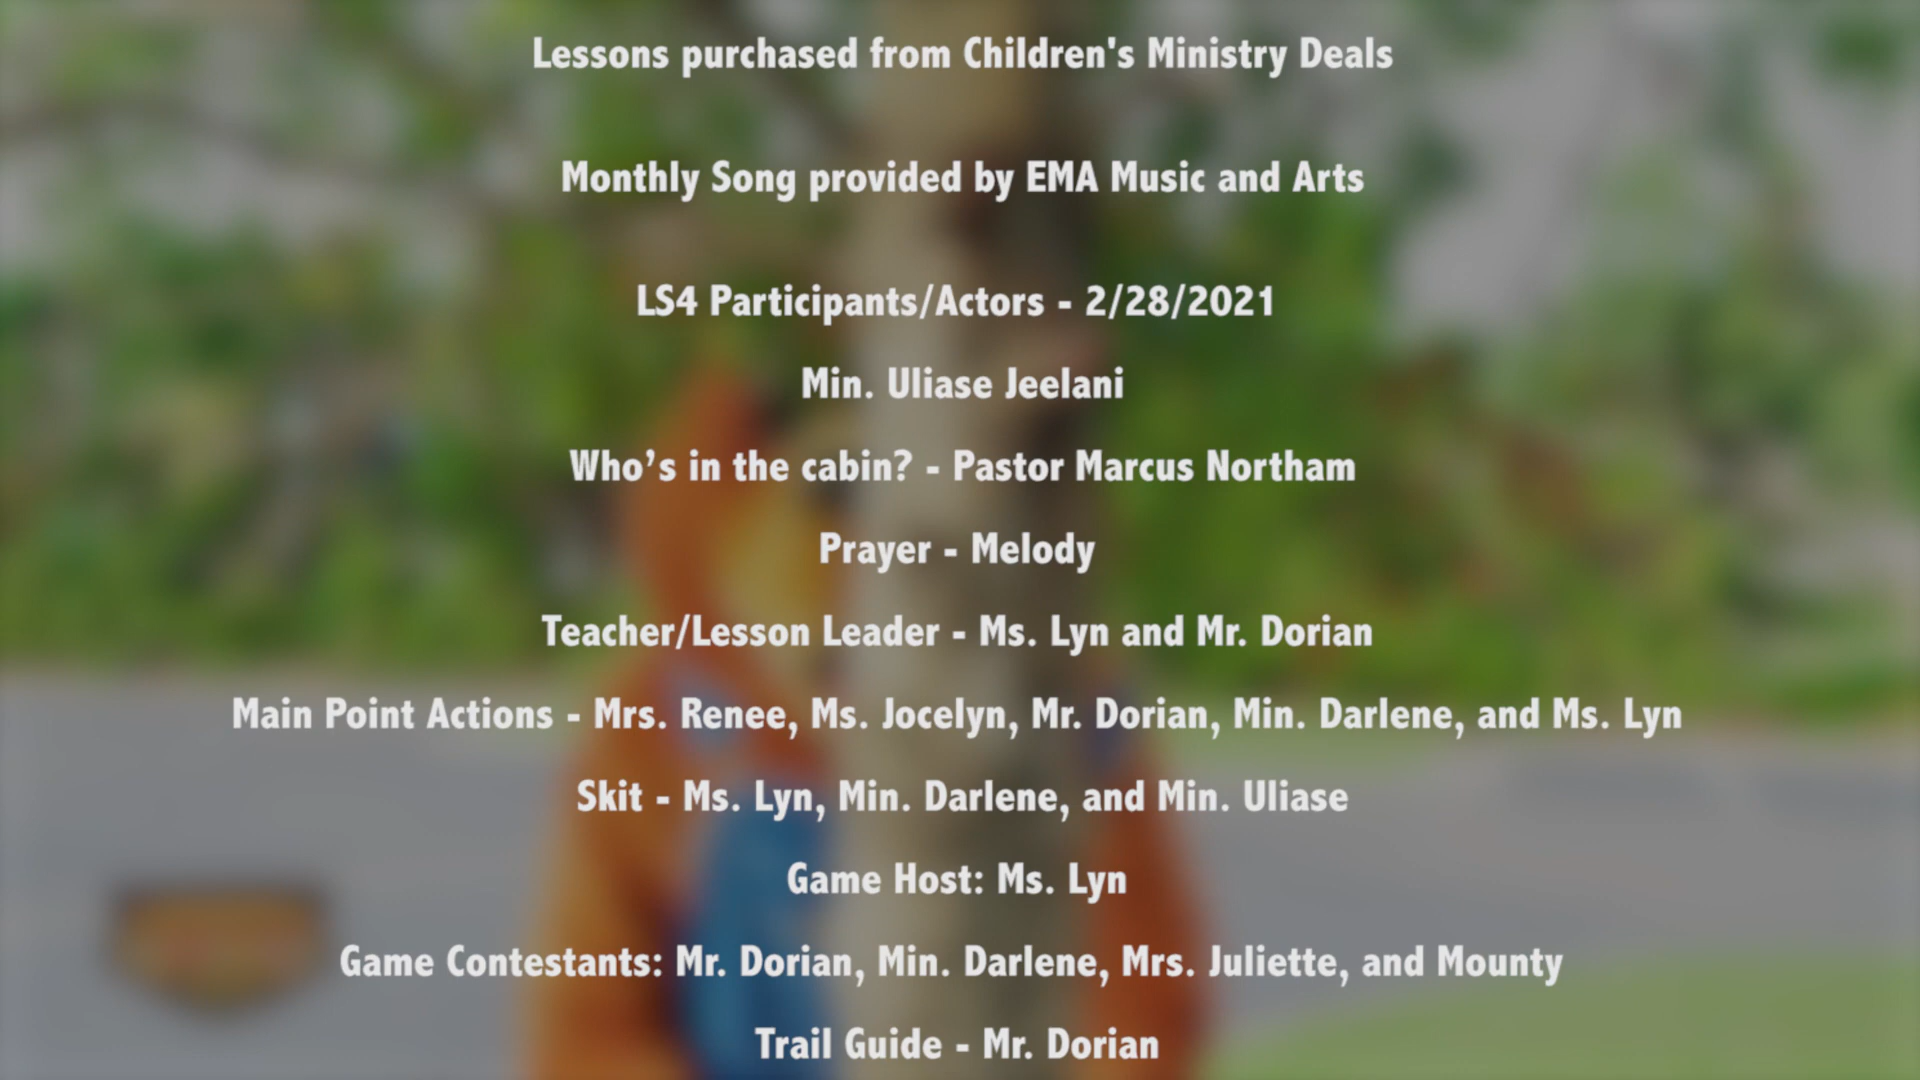 Lessons purchased from Children's Ministry Deals
Monthly Song provided by EMA Music and Arts
LS4 Participants/Actors - 2/28/2021
Min. Uliase Jeelani
Who’s in the cabin? - Pastor Marcus Northam
Prayer - Melody
Teacher/Lesson Leader - Ms. Lyn and Mr. Dorian
Main Point Actions - Mrs. Renee, Ms. Jocelyn, Mr. Dorian, Min. Darlene, and Ms. Lyn
Skit - Ms. Lyn, Min. Darlene, and Min. Uliase
Game Host: Ms. Lyn
Game Contestants: Mr. Dorian, Min. Darlene, Mrs. Juliette, and Mounty
Trail Guide - Mr. Dorian